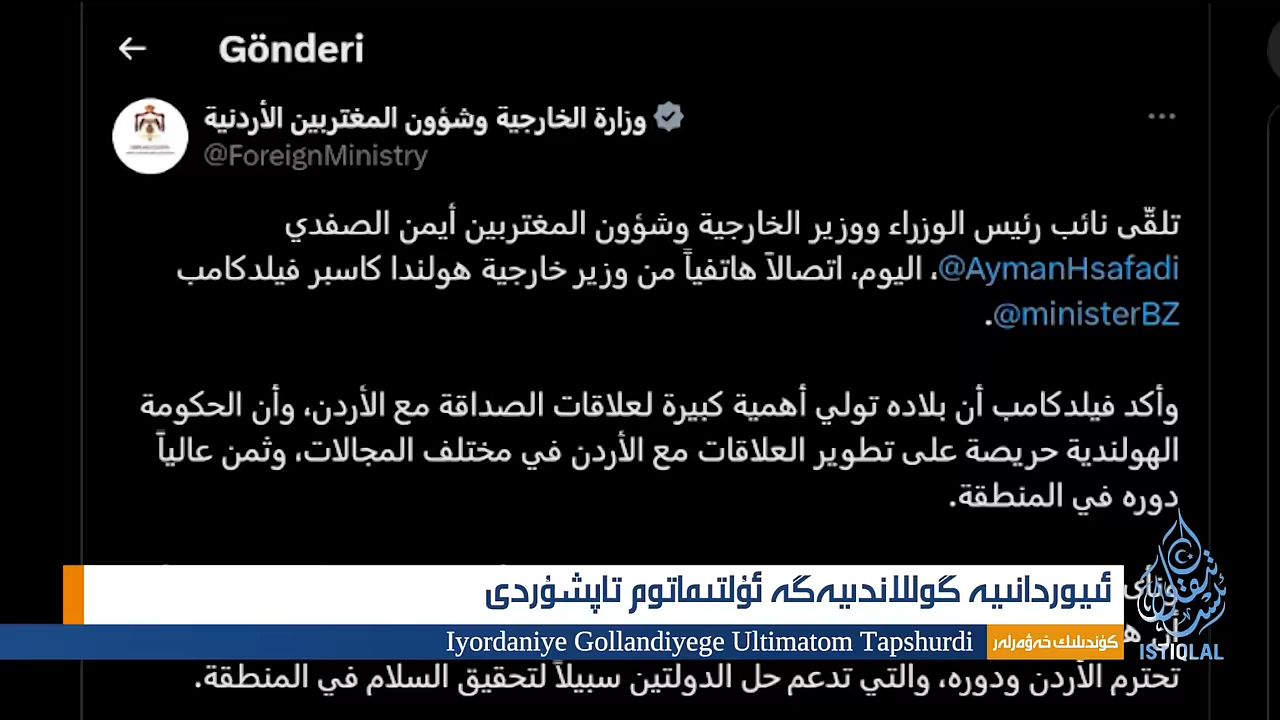 Gönderi
وزارة الخارجية وشؤون المغتربين الأردنية
@ForeignMinistry
تلقّى نائب رئيس الوزراء ووزير الخارجية وشؤون المغتربين أيمن الصفدي
@AymanHsafadi، اليوم، اتصالاً هاتفياً من وزير خارجية هولندا كاسبر فيلدكامب
@ministerBZ.
وأكد فيلدكامب أن بلاده تولي أهمية كبيرة لعلاقات الصداقة مع الأردن، وأن الحكومة
الهولندية حريصة على تطوير العلاقات مع الأردن في مختلف المجالات، وثمن عالياً
دوره في المنطقة.
ئىيوردانىيە گوللاندىيەگە ئۇلتىماتوم تاپشۇردى
Iyordaniye Gollandiyege Ultimatom Tapshurdi
كۈندىلىك خەۋەرلەر
ISTIQLAL
تحترم الأردن ودوره، والتي تدعم حل الدولتين سبيلاً لتحقيق السلام في المنطقة.